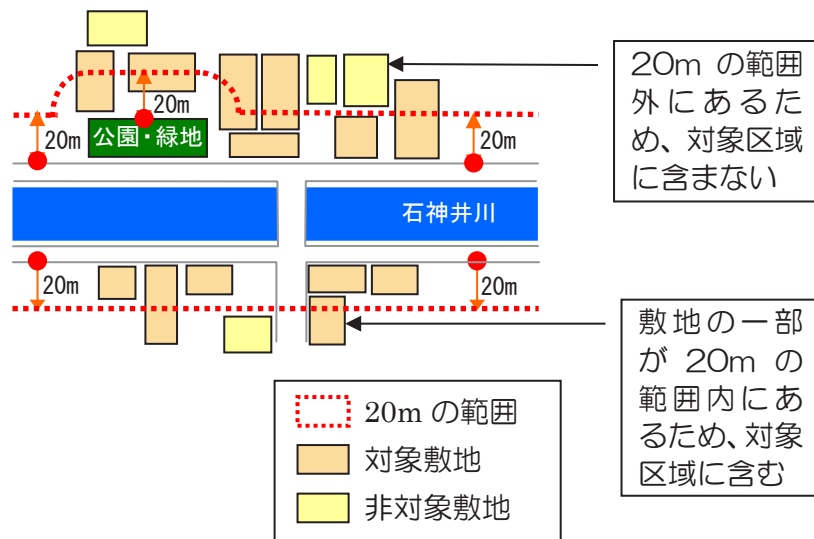 20m
20m
20m
公園・緑地
石神井川
20m
20m
20m の範囲
外にあるた
め、対象区域
に含まない
敷地の一部
が 20m の
範囲内にあ
るため、対象
区域に含む
20m の範囲
対象敷地
非対象敷地